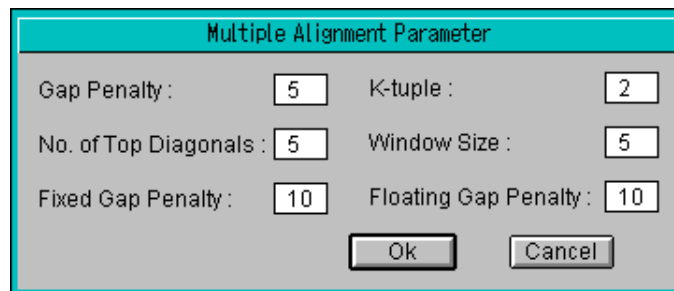 Multiple Alignment Parameter
Gap Penalty : 5 K-tuple : 2
No. of Top Diagonals : 5 Window Size : 5
Fixed Gap Penalty : 10 Floating Gap Penalty : 10
Ok Cancel